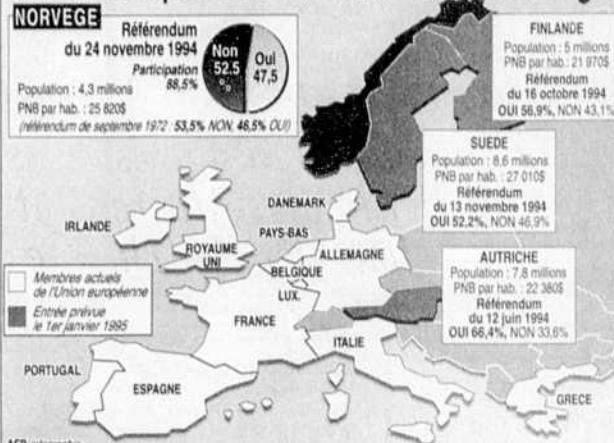 NORVEGE
Référendum
du 24 novembre 1994
Participation
88,5%
Population : 4,3 millions
PNB par hab. : 25 820$
(référendum de septembre 1972 : 53,5% NON, 46,5% OUI)
Non
52.5
Oui
47,5
FINLANDE
Population : 5 millions
PNB par hab.: 21 970$
Référendum
du 16 octobre 1994
OUI 56,9%, NON 43,1%
SUEDE
Population : 8,6 millions
PNB par hab. : 27 010$
Référendum
du 13 novembre 1994
OUI 52,2%, NON 46,9%
AUTRICHE
Population : 7,8 millions
PNB par hab. : 22 380$
Référendum
du 12 juin 1994
OUI 66,4%, NON 33,6%
IRLANDE
ROYAUME
UNI
DANEMARK
PAYS-BAS
ALLEMAGNE
BELGIQUE
LUX.
FRANCE
ITALIE
PORTUGAL
ESPAGNE
GRECE
Membres actuels
de l'Union européenne
Entrée prévue
le 1er janvier 1995